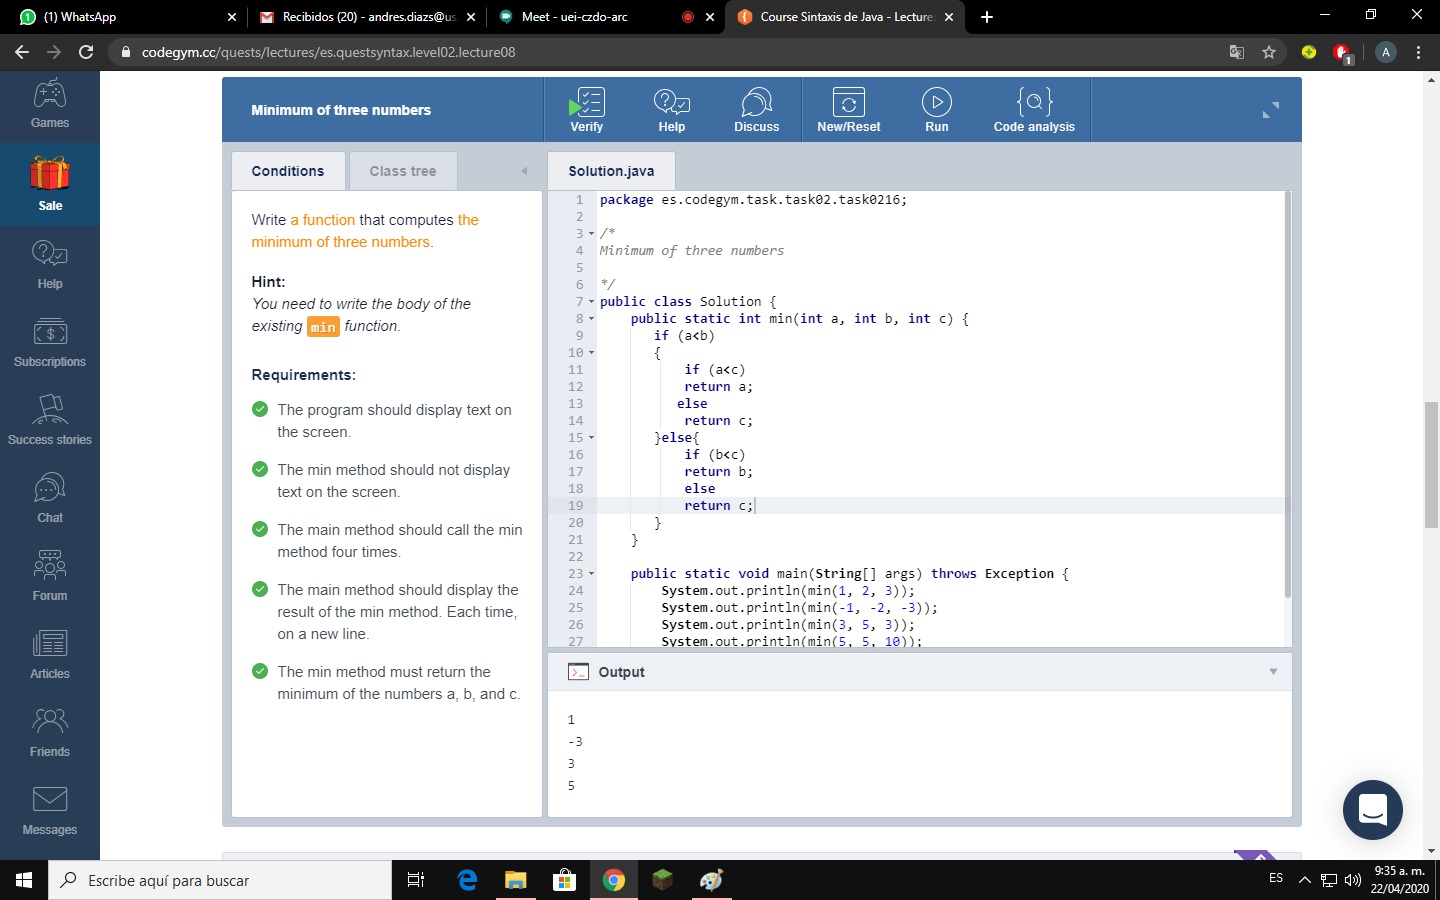 (1) WhatsApp
Recibidos (20) - andres.diazs@us
Meet - uei-czdo-arc
Course Sintaxis de Java - Lecture
codegym.cc/quests/lectures/es.questsyntax.level02.lecture08
A
1
Games
Sale
Help
Subscriptions
Success stories
Chat
Forum
Articles
Friends
Messages
Minimum of three numbers
Verify
Help
Discuss
New/Reset
Run
Code analysis
Conditions
Class tree
Write a function that computes the
minimum of three numbers.
Hint:
You need to write the body of the
existing min function.
Requirements:
The program should display text on
the screen.
The min method should not display
text on the screen.
The main method should call the min
method four times.
The main method should display the
result of the min method. Each time,
on a new line.
The min method must return the
minimum of the numbers a, b, and c.
Solution.java
1 package es.codegym.task.task02.task0216;
2
3 /*
4 Minimum of three numbers
5
6 */
7 public class Solution {
8 public static int min(int a, int b, int c) {
9 if (a<b)
10 {
11 if (a<c)
12 return a;
13 else
14 return c;
15 }else{
16 if (b<c)
17 return b;
18 else
19 return c;
20 }
21 }
22
23 public static void main(String[] args) throws Exception {
24 System.out.println(min(1, 2, 3));
25 System.out.println(min(-1, -2, -3));
26 System.out.println(min(3, 5, 3));
27 System.out.println(min(5, 5, 10));
Output
1
-3
3
5
Escribe aquí para buscar
ES
9:35 a. m.
22/04/2020